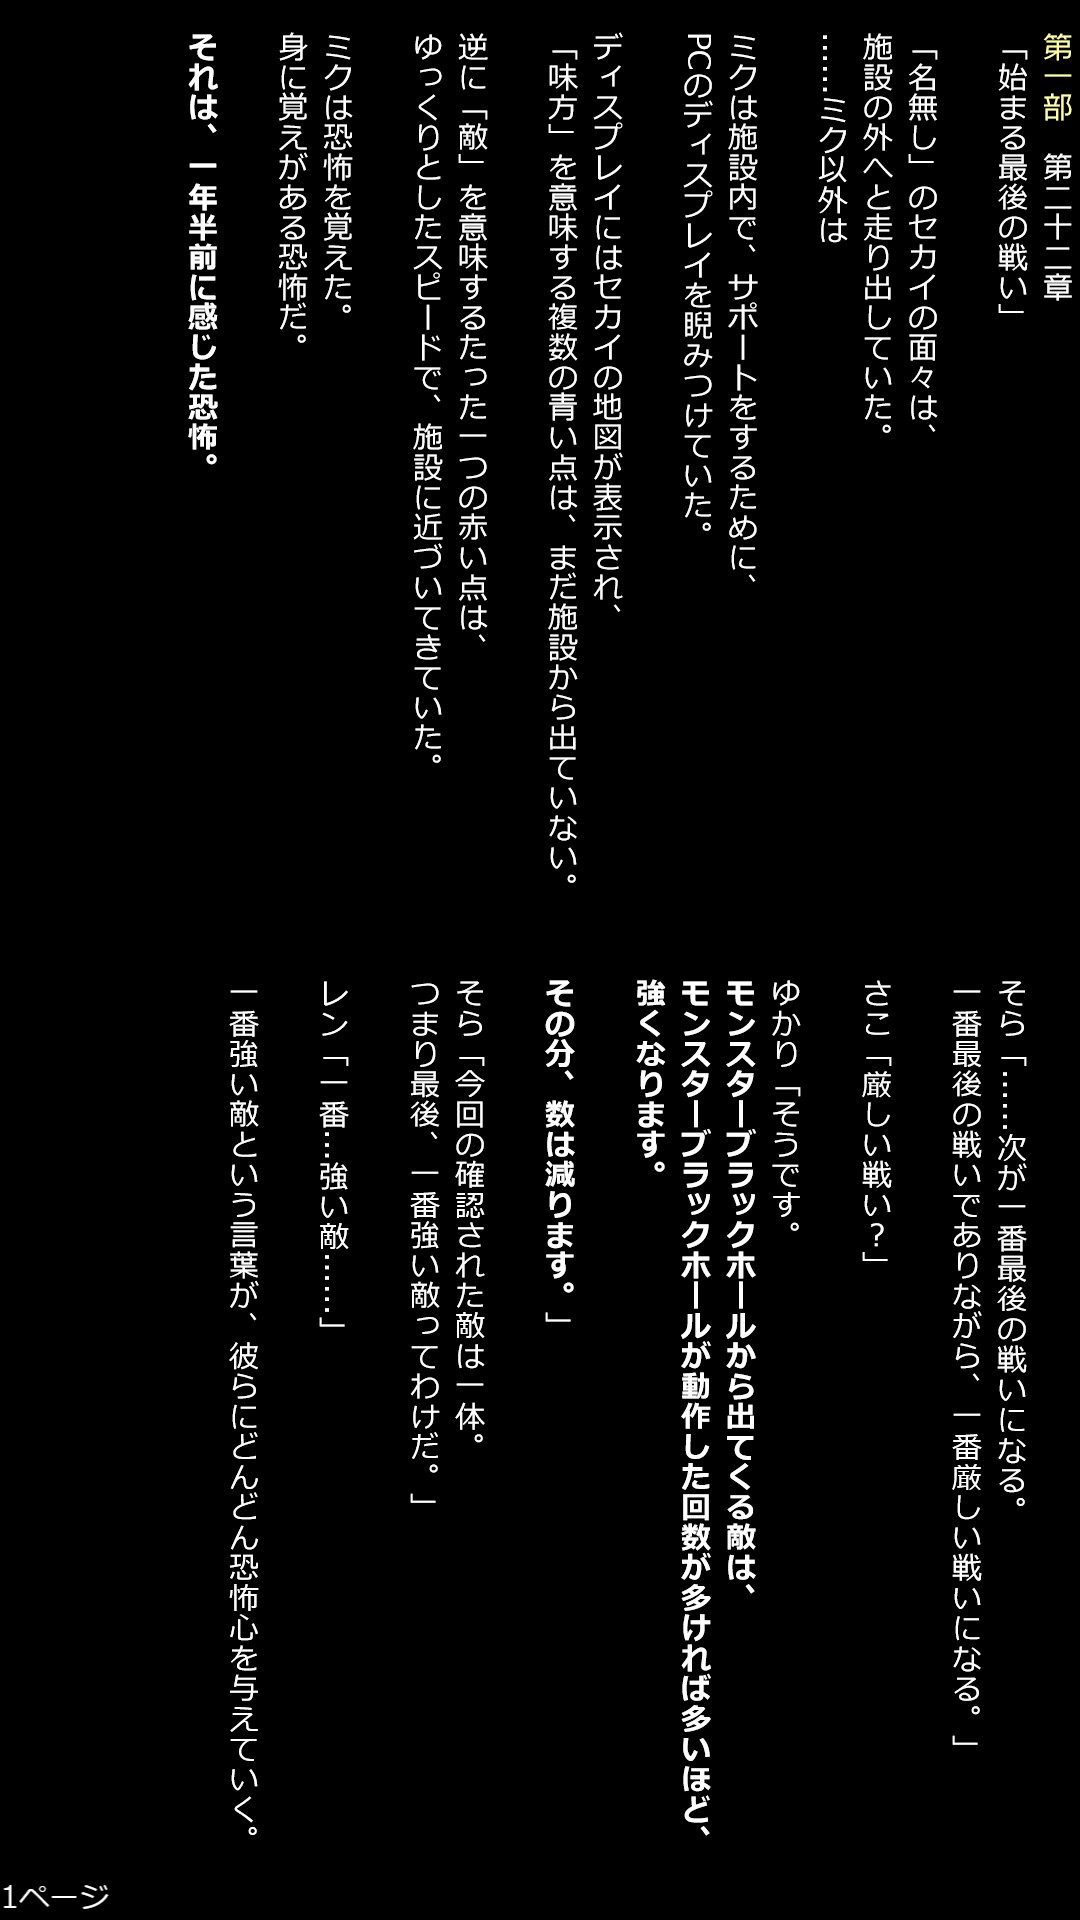 第一部　第二十二章
「始まる最後の戦い」
「名無し」のセカイの面々は、
施設の外へと走り出していた。
……ミク以外は
ミクは施設内で、サポートをするために、
PCのディスプレイを睨みつけていた。
ディスプレイにはセカイの地図が表示され、
「味方」を意味する複数の青い点は、まだ施設から出ていない。
逆に「敵」を意味するたった一つの赤い点は、
ゆっくりとしたスピードで、施設に近づいてきていた。
ミクは恐怖を覚えた。
身に覚えがある恐怖だ。
それは、一年半前に感じた恐怖。
そら「……次が一番最後の戦いになる。
一番最後の戦いでありながら、一番厳しい戦いになる。」
さこ「厳しい戦い？」
ゆかり「そうです。
モンスターブラックホールから出てくる敵は、
モンスターブラックホールが動作した回数が多ければ多いほど、
強くなります。
その分、数は減ります。」
そら「今回の確認された敵は一体。
つまり最後、一番強い敵ってわけだ。」
レン「一番…強い敵……」
一番強い敵という言葉が、彼らにどんどん恐怖心を与えていく。
1ページ